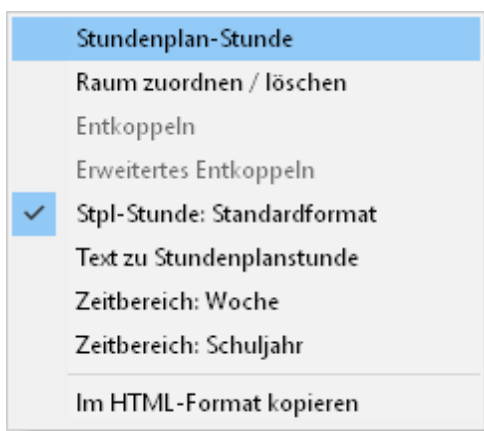 Stundenplan-Stunde
Raum zuordnen / löschen
Entkoppeln
Erweitertes Entkoppeln
Stpl-Stunde: Standardformat
Text zu Stundenplanstunde
Zeitbereich: Woche
Zeitbereich: Schuljahr
Im HTML-Format kopieren